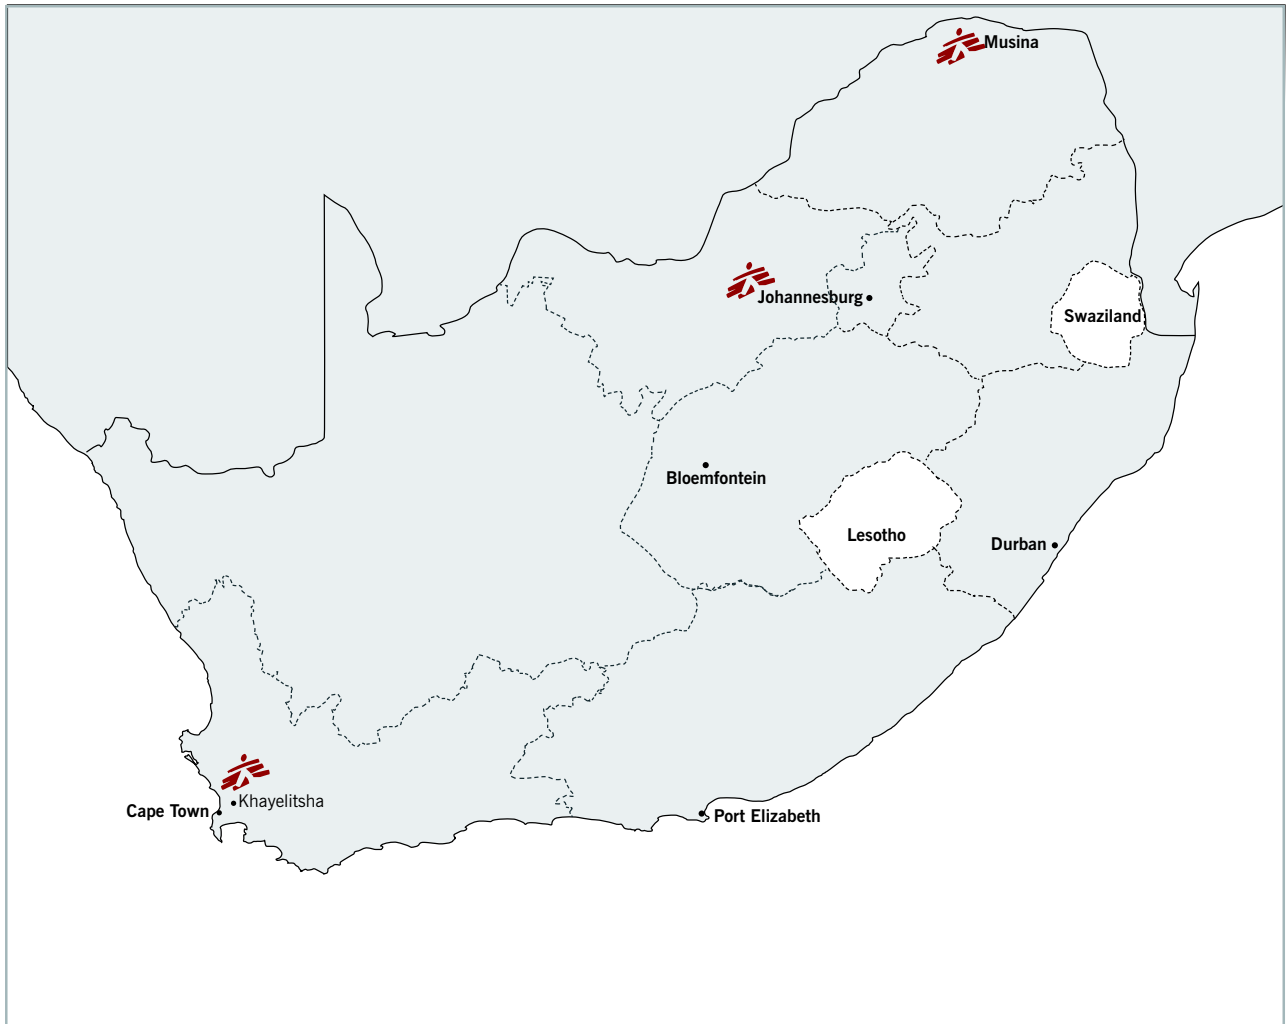 Musina
Johannesburg
Swaziland
Bloemfontein
Lesotho
Durban
Khayelitsha
Cape Town
Port Elizabeth